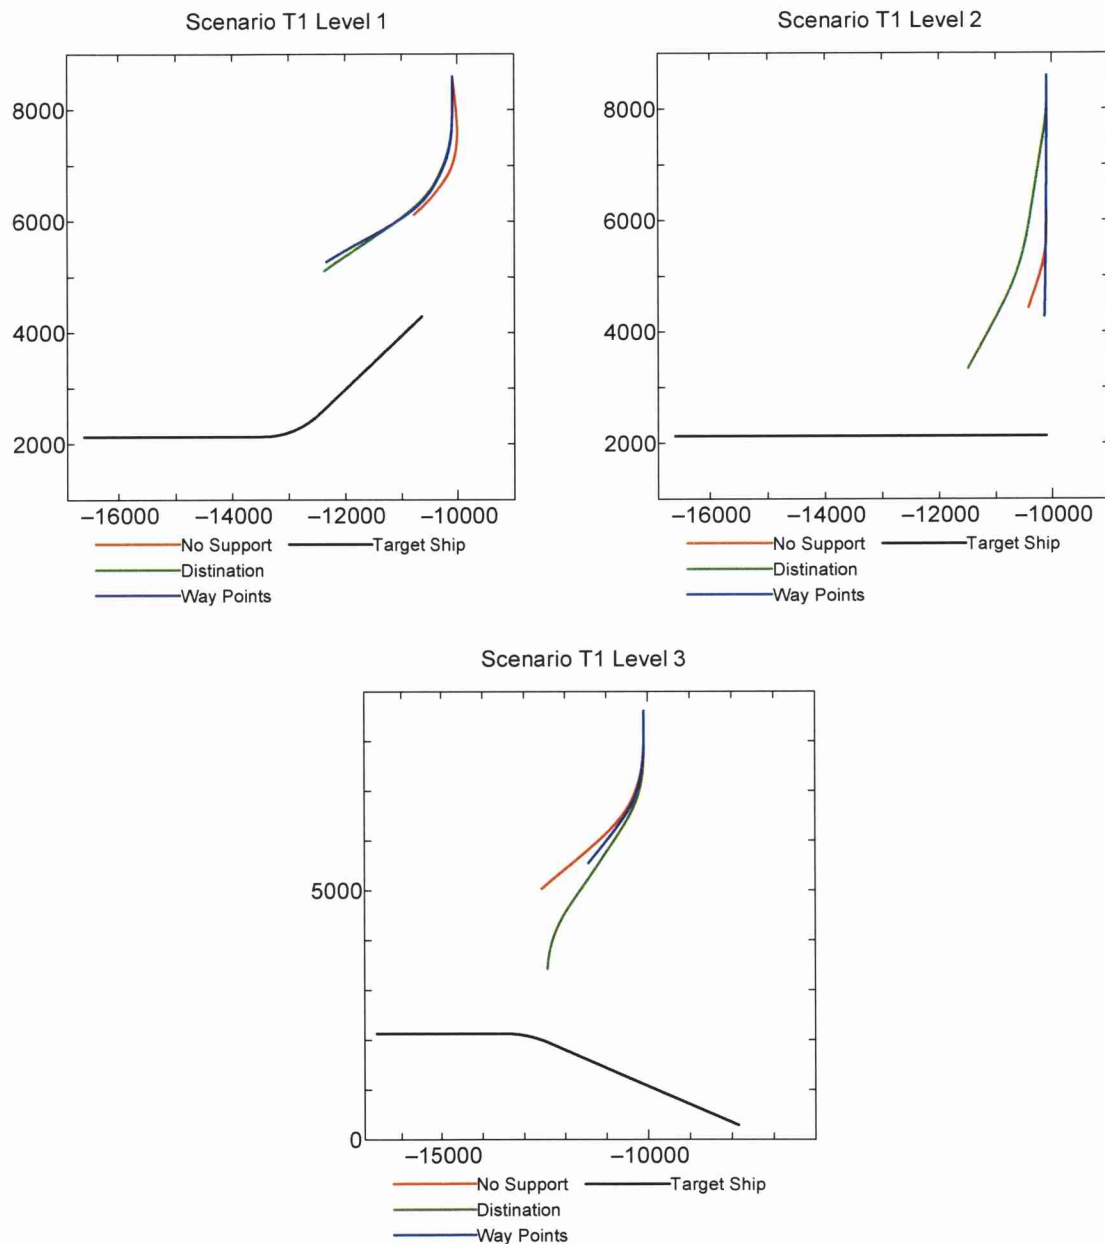 Scenario T1 Level 1
8000
6000
4000
2000
–16000 –14000 –12000 –10000
No Support Target Ship
Distination
Way Points
Scenario T1 Level 2
8000
6000
4000
2000
–16000 –14000 –12000 –10000
No Support Target Ship
Distination
Way Points
Scenario T1 Level 3
5000
0
–15000 –10000
No Support Target Ship
Distination
Way Points